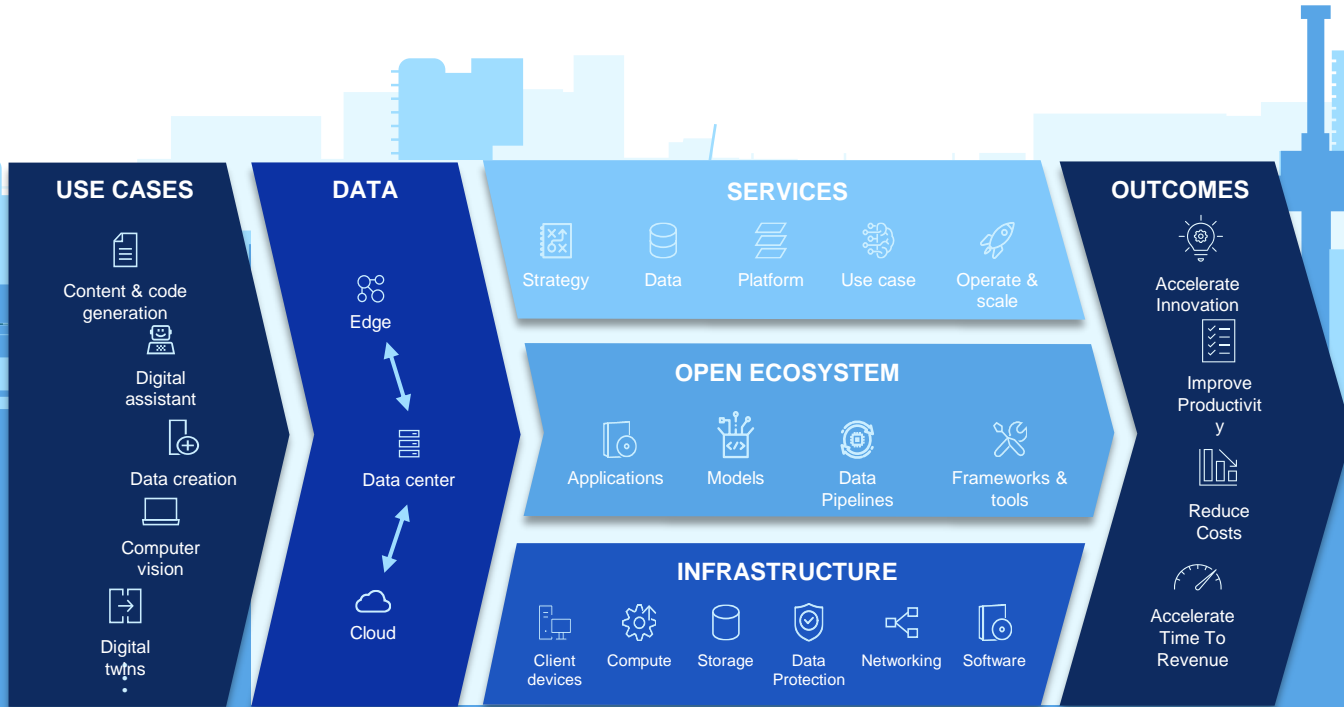 USE CASES
Content & code
generation
Digital
assistant
Data creation
Computer
vision
Digital
twins
DATA
Edge
Data center
Cloud
SERVICES
Strategy
Data
Platform
Use case
Operate &
scale
OPEN ECOSYSTEM
Applications
Models
Data
Pipelines
Frameworks &
tools
INFRASTRUCTURE
Client
devices
Compute
Storage
Data
Protection
Networking
Software
OUTCOMES
Accelerate
Innovation
Improve
Productivit
y
Reduce
Costs
Accelerate
Time To
Revenue